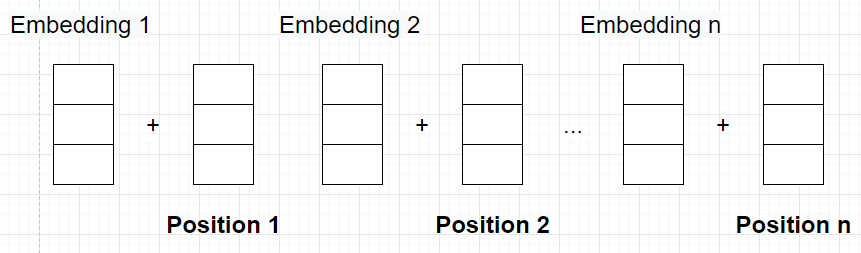 Embedding 1 Embedding 2 Embedding n
+ + ... +
Position 1 Position 2 Position n